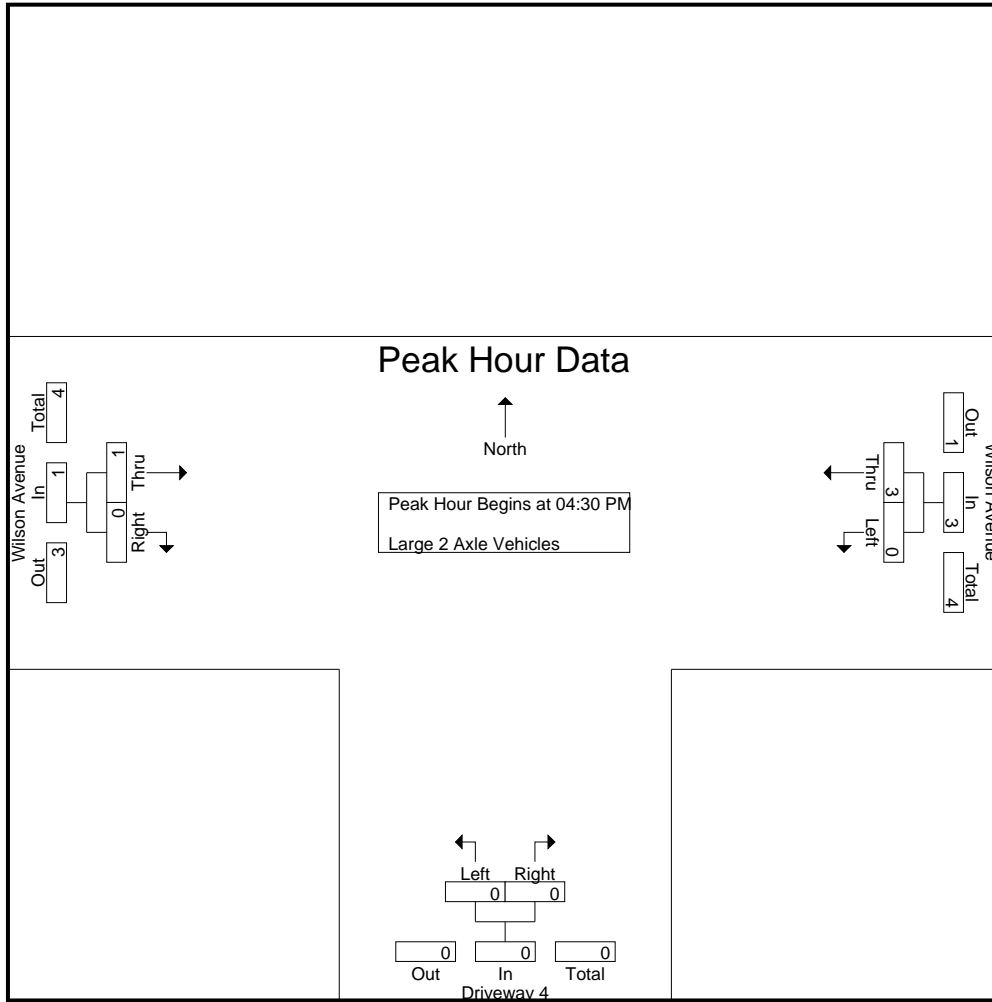 Peak Hour Data
North
Peak Hour Begins at 04:30 PM
Large 2 Axle Vehicles
Wilson Avenue
Total
4
In
1
Out
3
Thru
1
Right
0
Wilson Avenue
Out
1
In
3
Total
4
Thru
3
Left
0
Left Right
0 0
0 0 0
Out In Total
Driveway 4